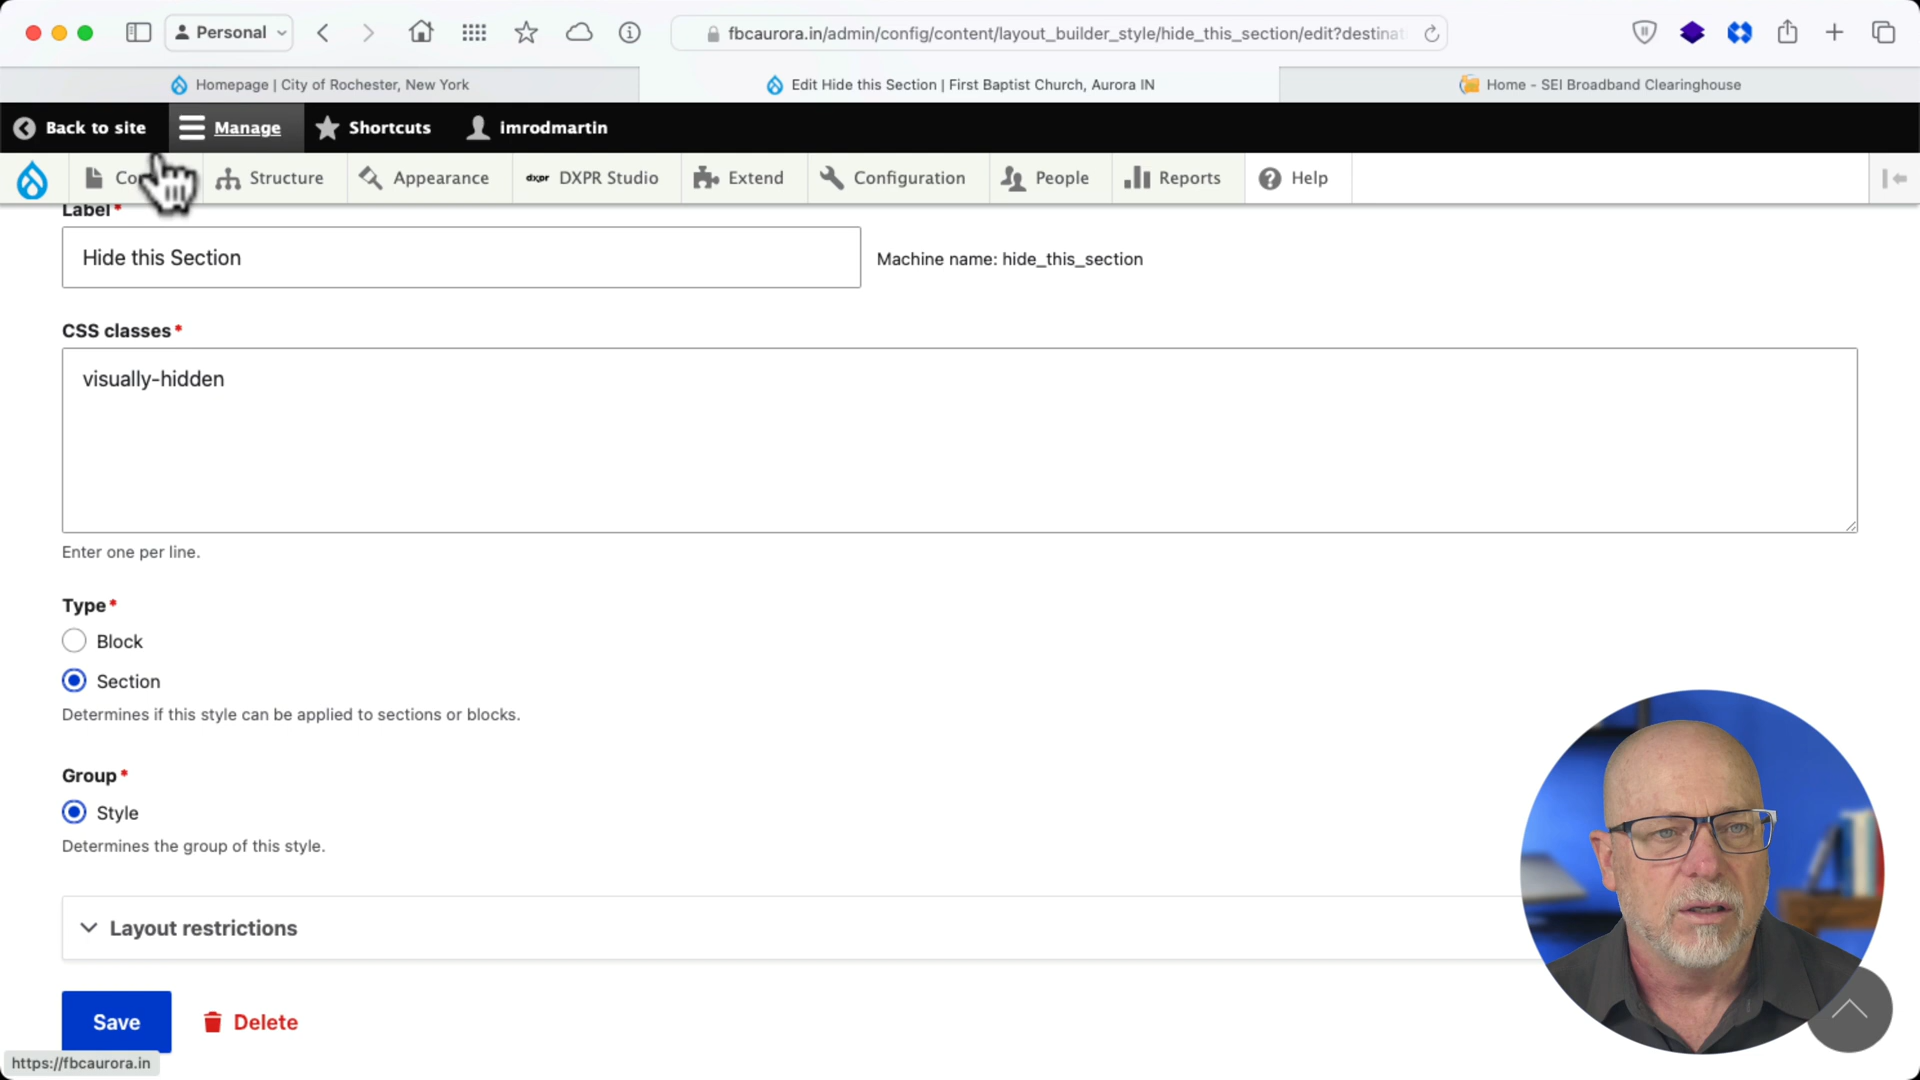 Personal
fbcaurora.in/admin/config/content/layout_builder_style/hide_this_section/edit?destinat
Homepage | City of Rochester, New York
Edit Hide this Section | First Baptist Church, Aurora IN
Home - SEI Broadband Clearinghouse
Back to site
Manage
Shortcuts
imrodmartin
Structure
Appearance
dxpr DXPR Studio
Extend
Configuration
People
Reports
Help
Label*
Hide this Section
Machine name: hide_this_section
CSS classes*
visually-hidden
Enter one per line.
Type*
Block
Section
Determines if this style can be applied to sections or blocks.
Group*
Style
Determines the group of this style.
Layout restrictions
Save
Delete
https://fbcaurora.in